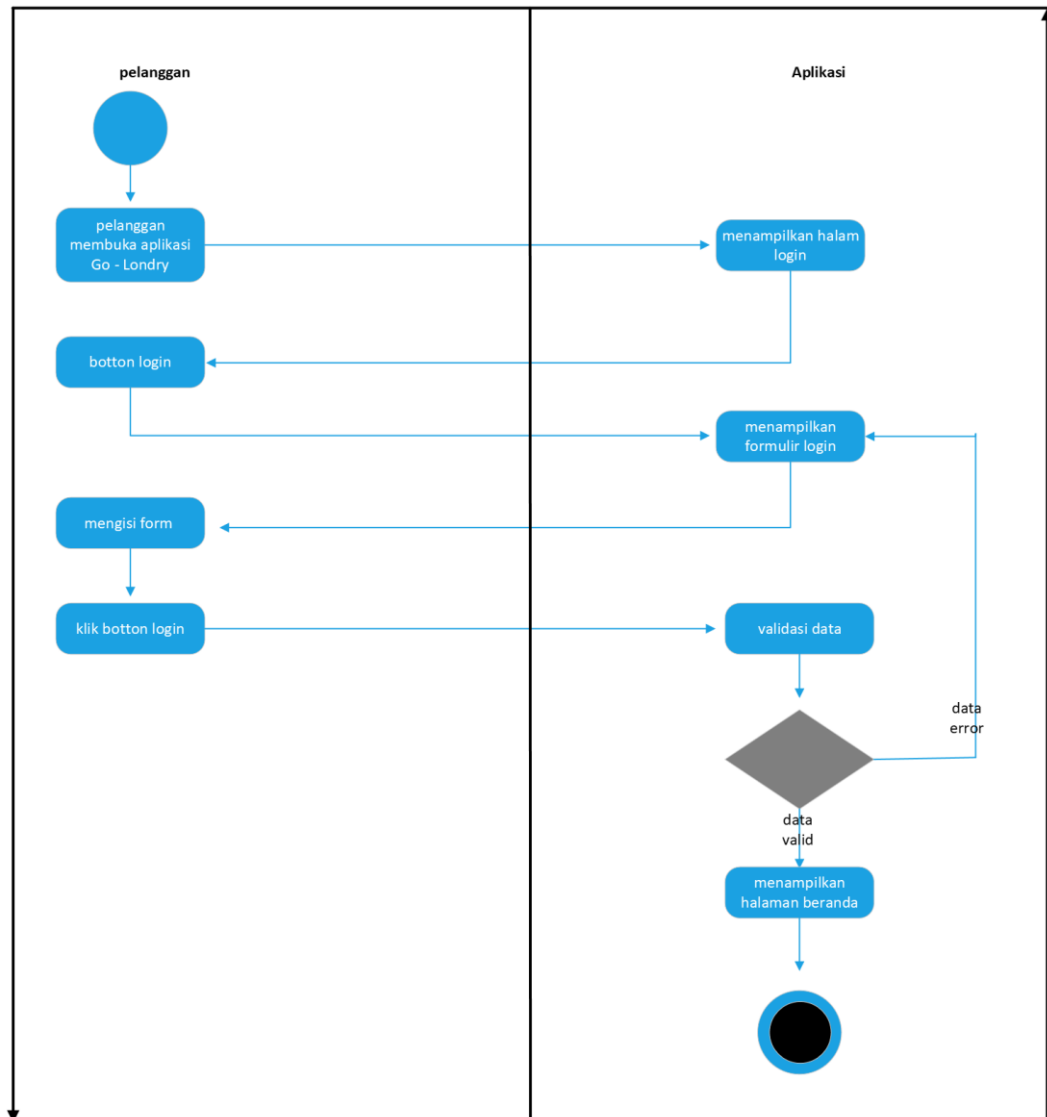 pelanggan
Aplikasi
pelanggan
membuka aplikasi
Go - Londry
menampilkan halam
login
botton login
menampilkan
formulir login
mengisi form
klik botton login
validasi data
data
error
data
valid
menampilkan
halaman beranda